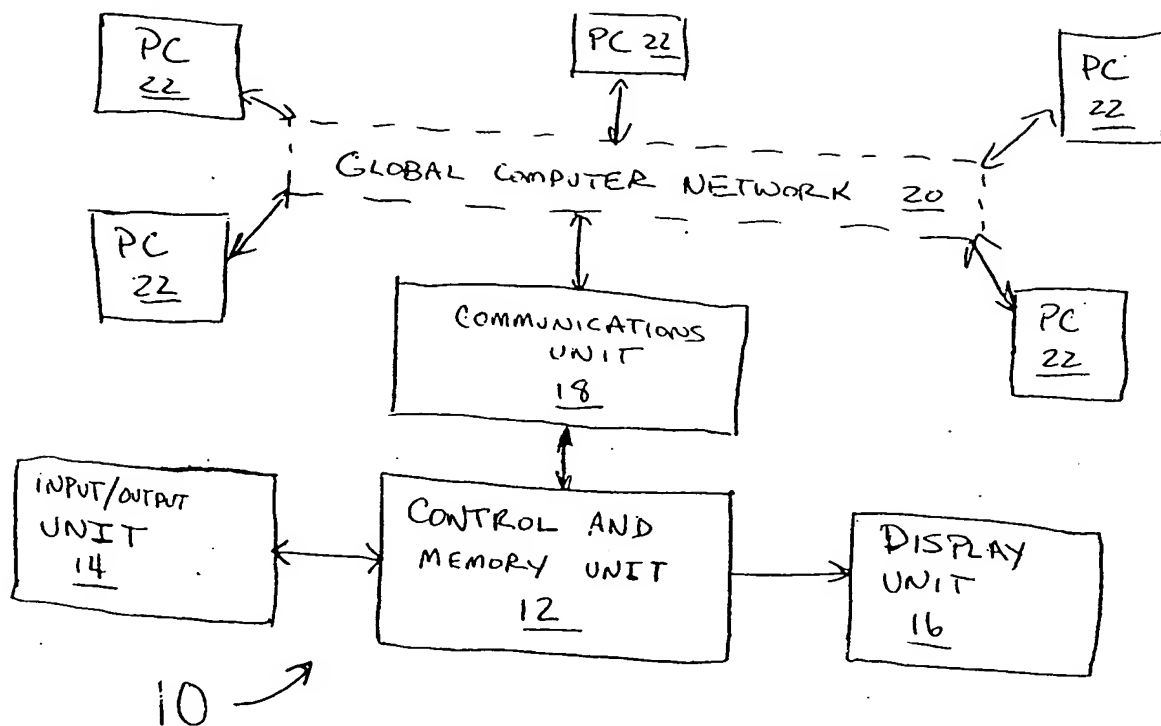 PC
22
PC 22
PC
22
GLOBAL COMPUTER NETWORK 20
PC
22
COMMUNICATIONS
UNIT
18
PC
22
INPUT/OUTPUT
UNIT
14
CONTROL AND
MEMORY UNIT
12
DISPLAY
UNIT
16
10